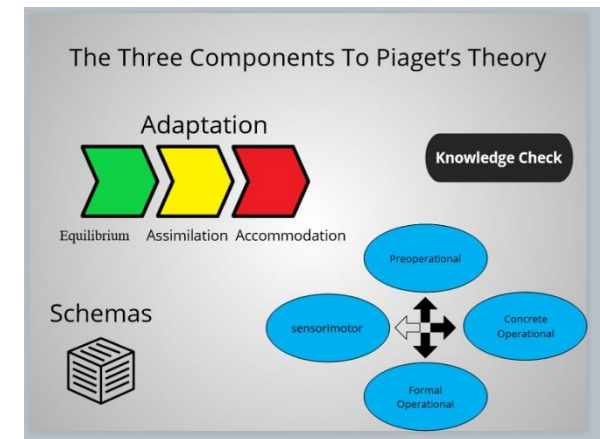 The Three Components To Piaget's Theory
Adaptation
Knowledge Check
Equilibrium
Assimilation
Accommodation
Preoperational
Schemas
sensorimotor
Concrete
Operational
Formal
Operational